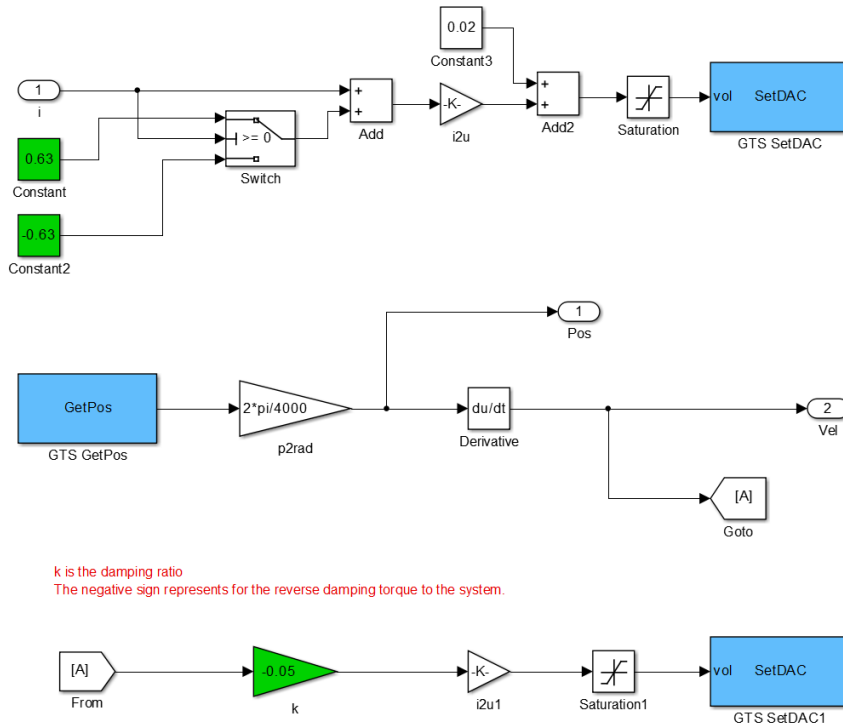 0.02
Constant3
1
i
+
+
Add
-K-
i2u
+
+
Add2
Saturation
vol SetDAC
GTS SetDAC
>= 0
Switch
0.63
Constant
-0.63
Constant2
1
Pos
GetPos
GTS GetPos
2*pi/4000
p2rad
du/dt
Derivative
2
Vel
[A]
Goto
k is the damping ratio
The negative sign represents for the reverse damping torque to the system.
[A]
From
-0.05
k
-K-
i2u1
Saturation1
vol SetDAC
GTS SetDAC1